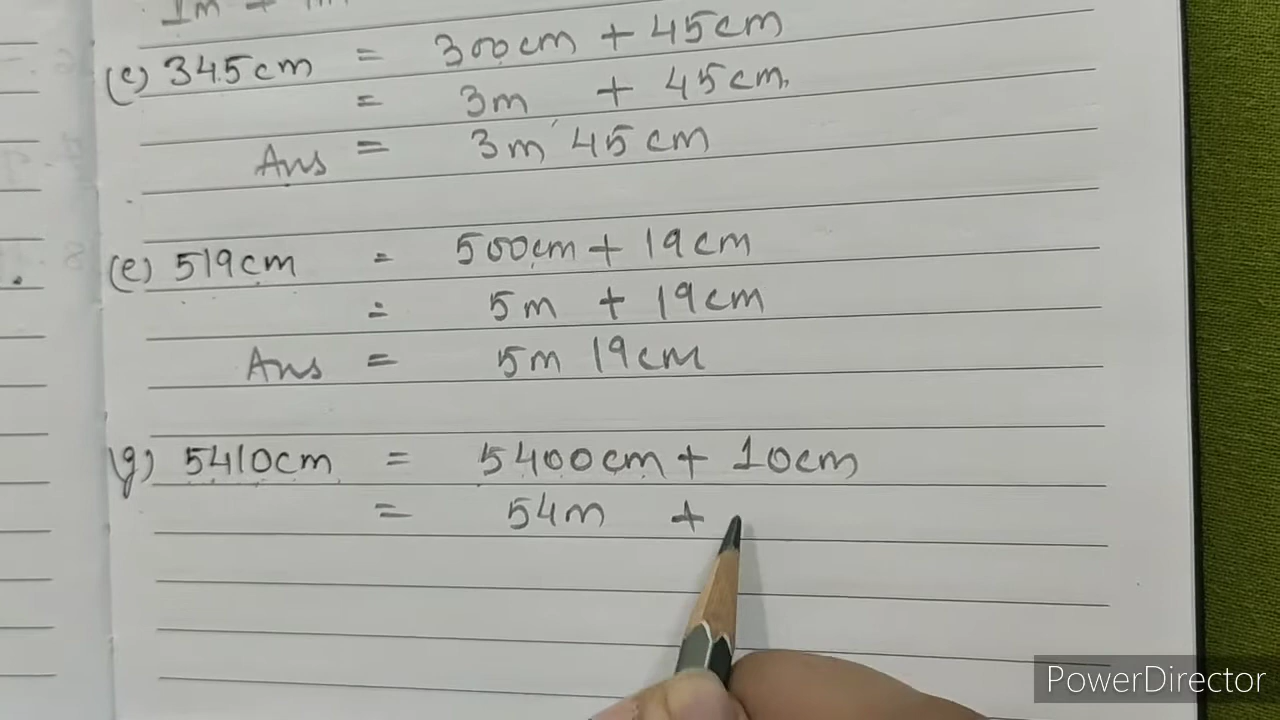 1m +
(c) 345cm = 300cm + 45cm
= 3m + 45cm.
Ans = 3m 45cm
(e) 519cm = 500cm + 19cm
= 5m + 19cm
Ans = 5m 19cm
(g) 5410cm = 5400cm + 10cm
= 54m +
PowerDirector